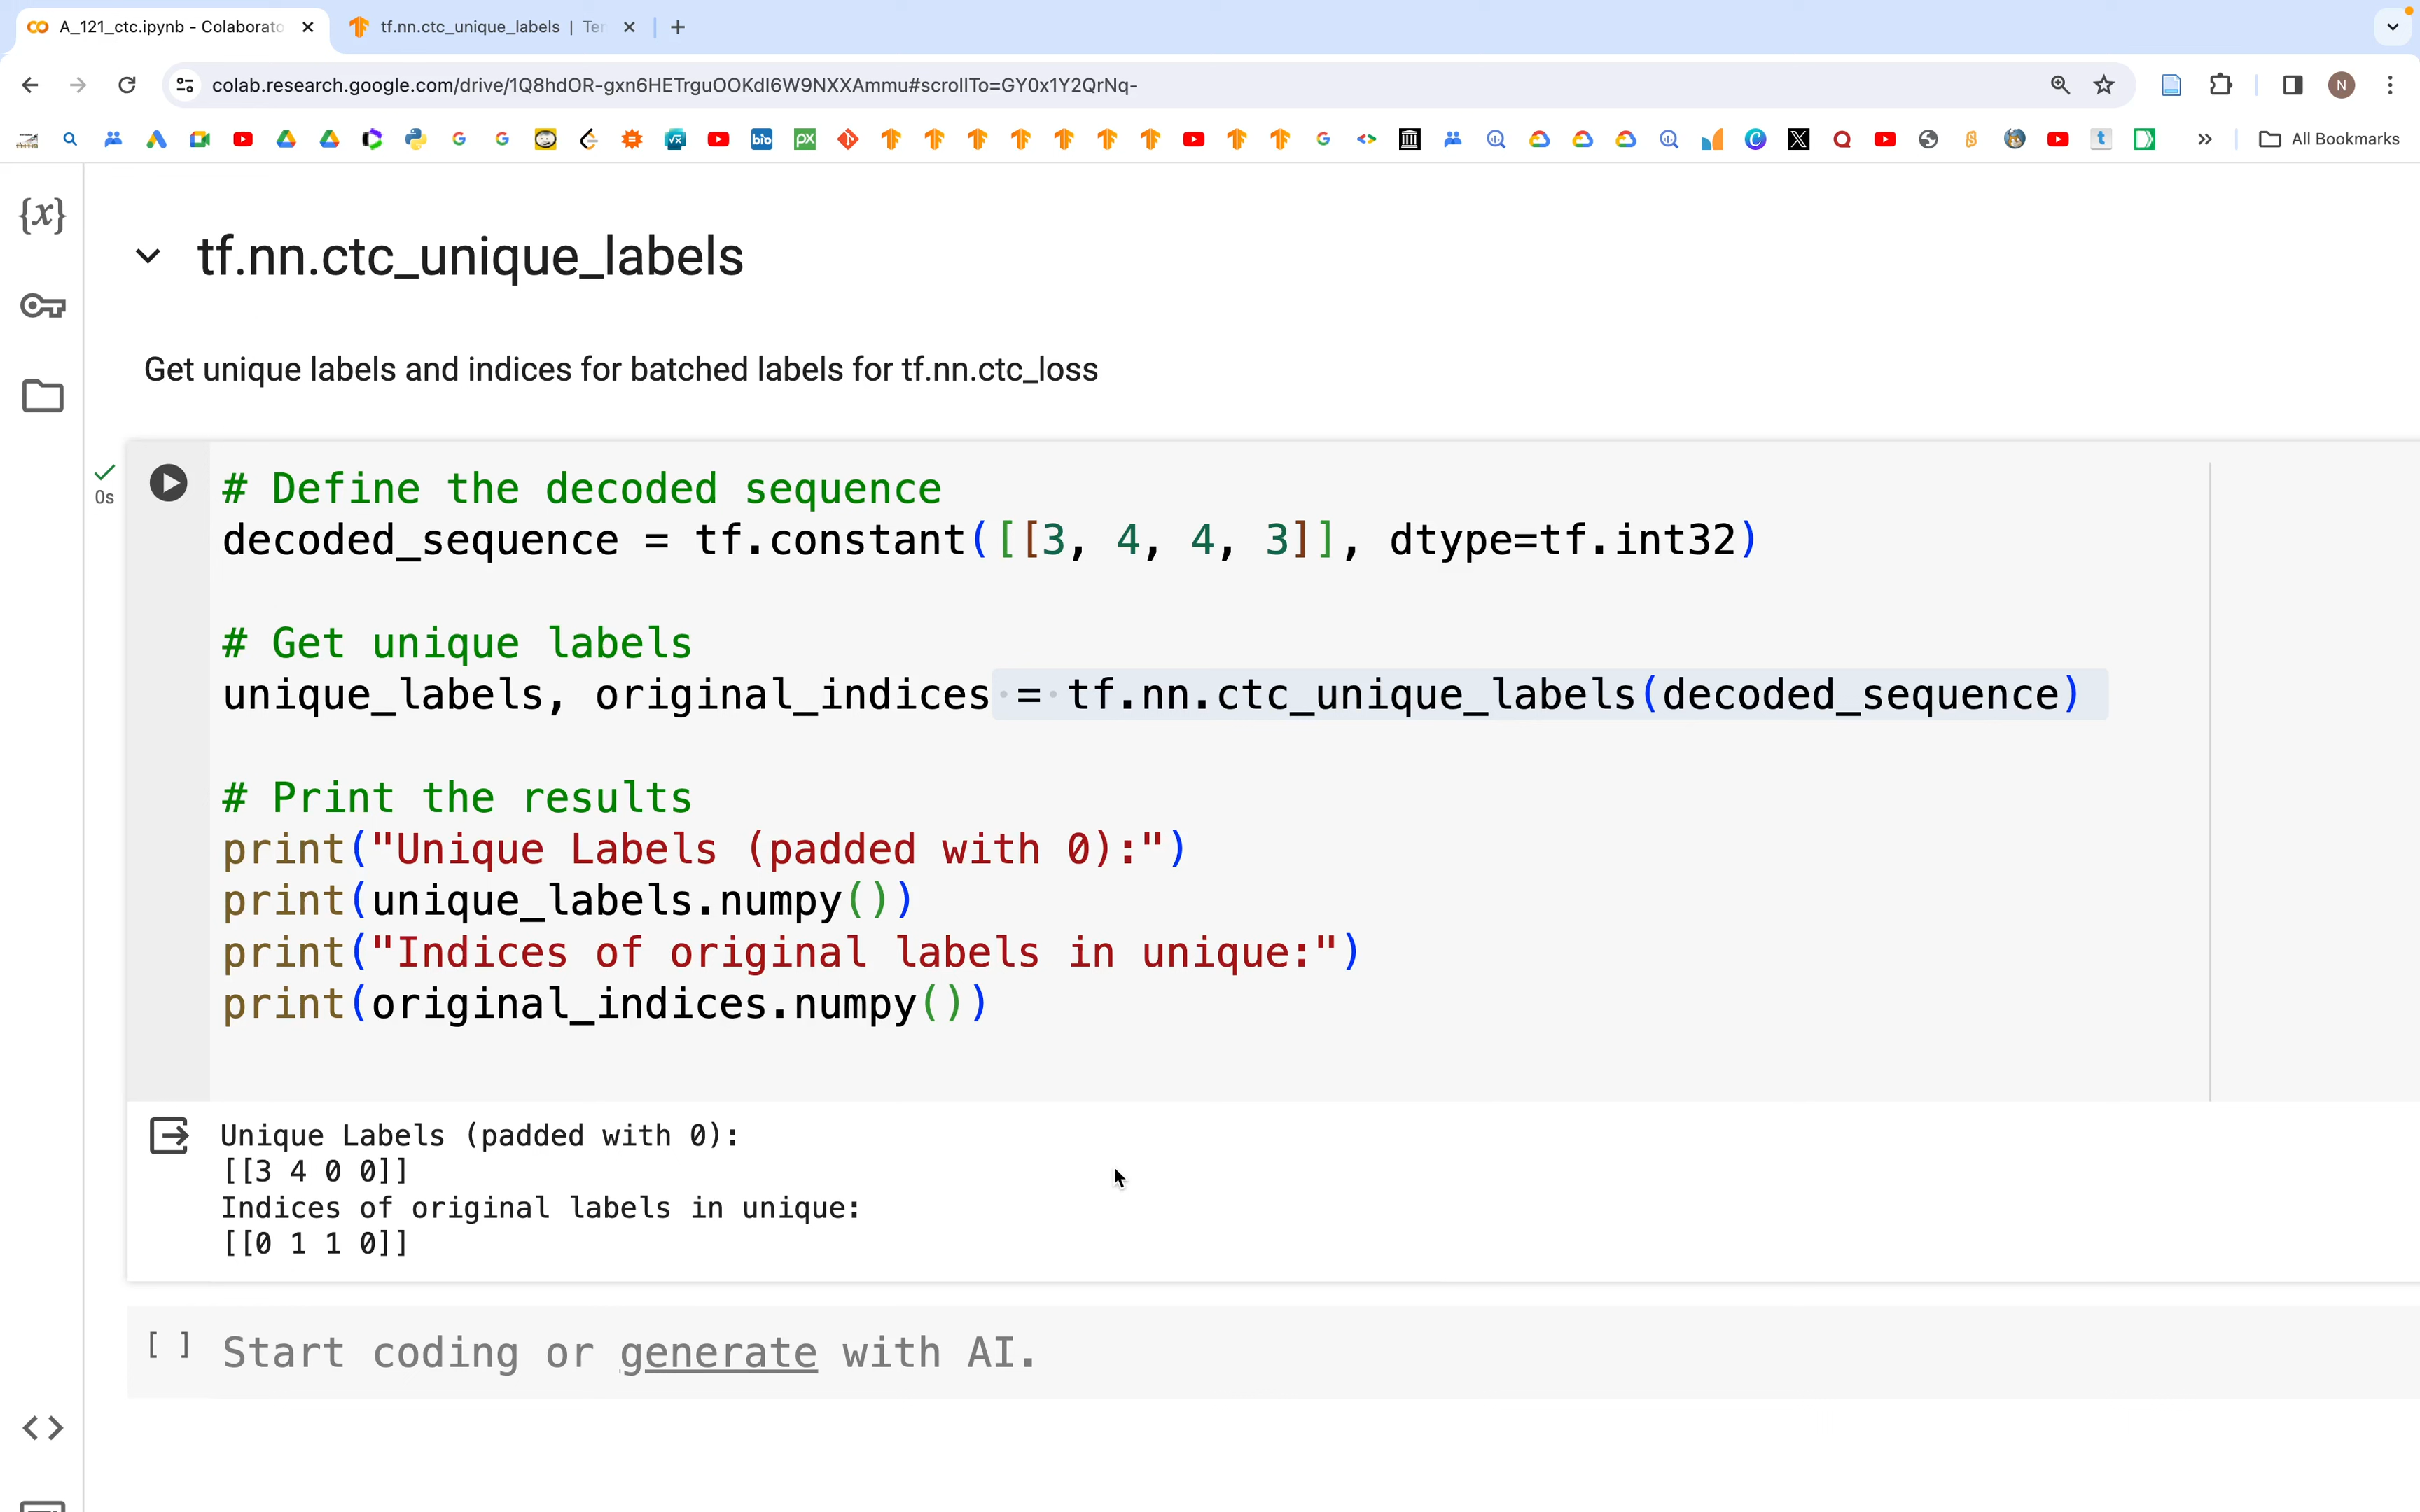 A_121_ctc.ipynb - Colaborato
tf.nn.ctc_unique_labels | Ter
colab.research.google.com/drive/1Q8hdOR-gxn6HETrguOOKdI6W9NXXAmmu#scrollTo=GY0x1Y2QrNq-
N
bio
PX
All Bookmarks
{x}
tf.nn.ctc_unique_labels
Get unique labels and indices for batched labels for tf.nn.ctc_loss
0s
# Define the decoded sequence
decoded_sequence = tf.constant([[3, 4, 4, 3]], dtype=tf.int32)
# Get unique labels
unique_labels, original_indices = tf.nn.ctc_unique_labels(decoded_sequence)
# Print the results
print("Unique Labels (padded with 0):")
print(unique_labels.numpy())
print("Indices of original labels in unique:")
print(original_indices.numpy())
Unique Labels (padded with 0):
[[3 4 0 0]]
Indices of original labels in unique:
[[0 1 1 0]]
[ ] Start coding or generate with AI.